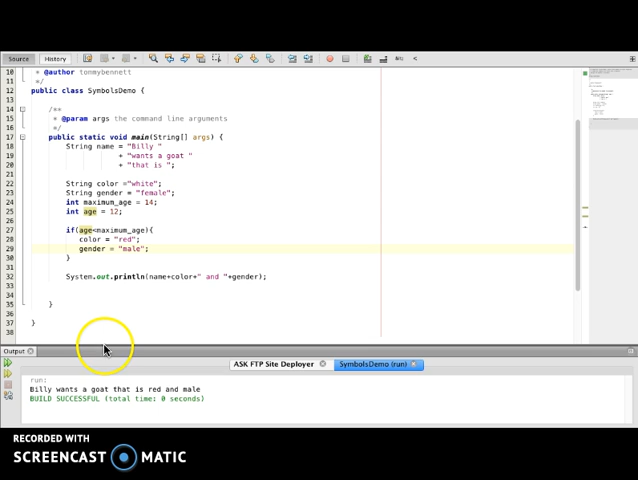 Source History
10 * @author tommybennett
11 */
12 public class SymbolsDemo {
13
14 /**
15 * @param args the command line arguments
16 */
17 public static void main(String[] args) {
18 String name = "Billy "
19 + "wants a goat "
20 + "that is ";
21
22 String color ="white";
23 String gender = "female";
24 int maximum_age = 14;
25 int age = 12;
26
27 if(age<maximum_age){
28 color = "red";
29 gender = "male";
30 }
31
32 System.out.println(name+color+" and "+gender);
33
34
35 }
36
37 }
38
Output
ASK FTP Site Deployer SymbolsDemo (run)
run:
Billy wants a goat that is red and male
BUILD SUCCESSFUL (total time: 0 seconds)
RECORDED WITH
SCREENCAST MATIC